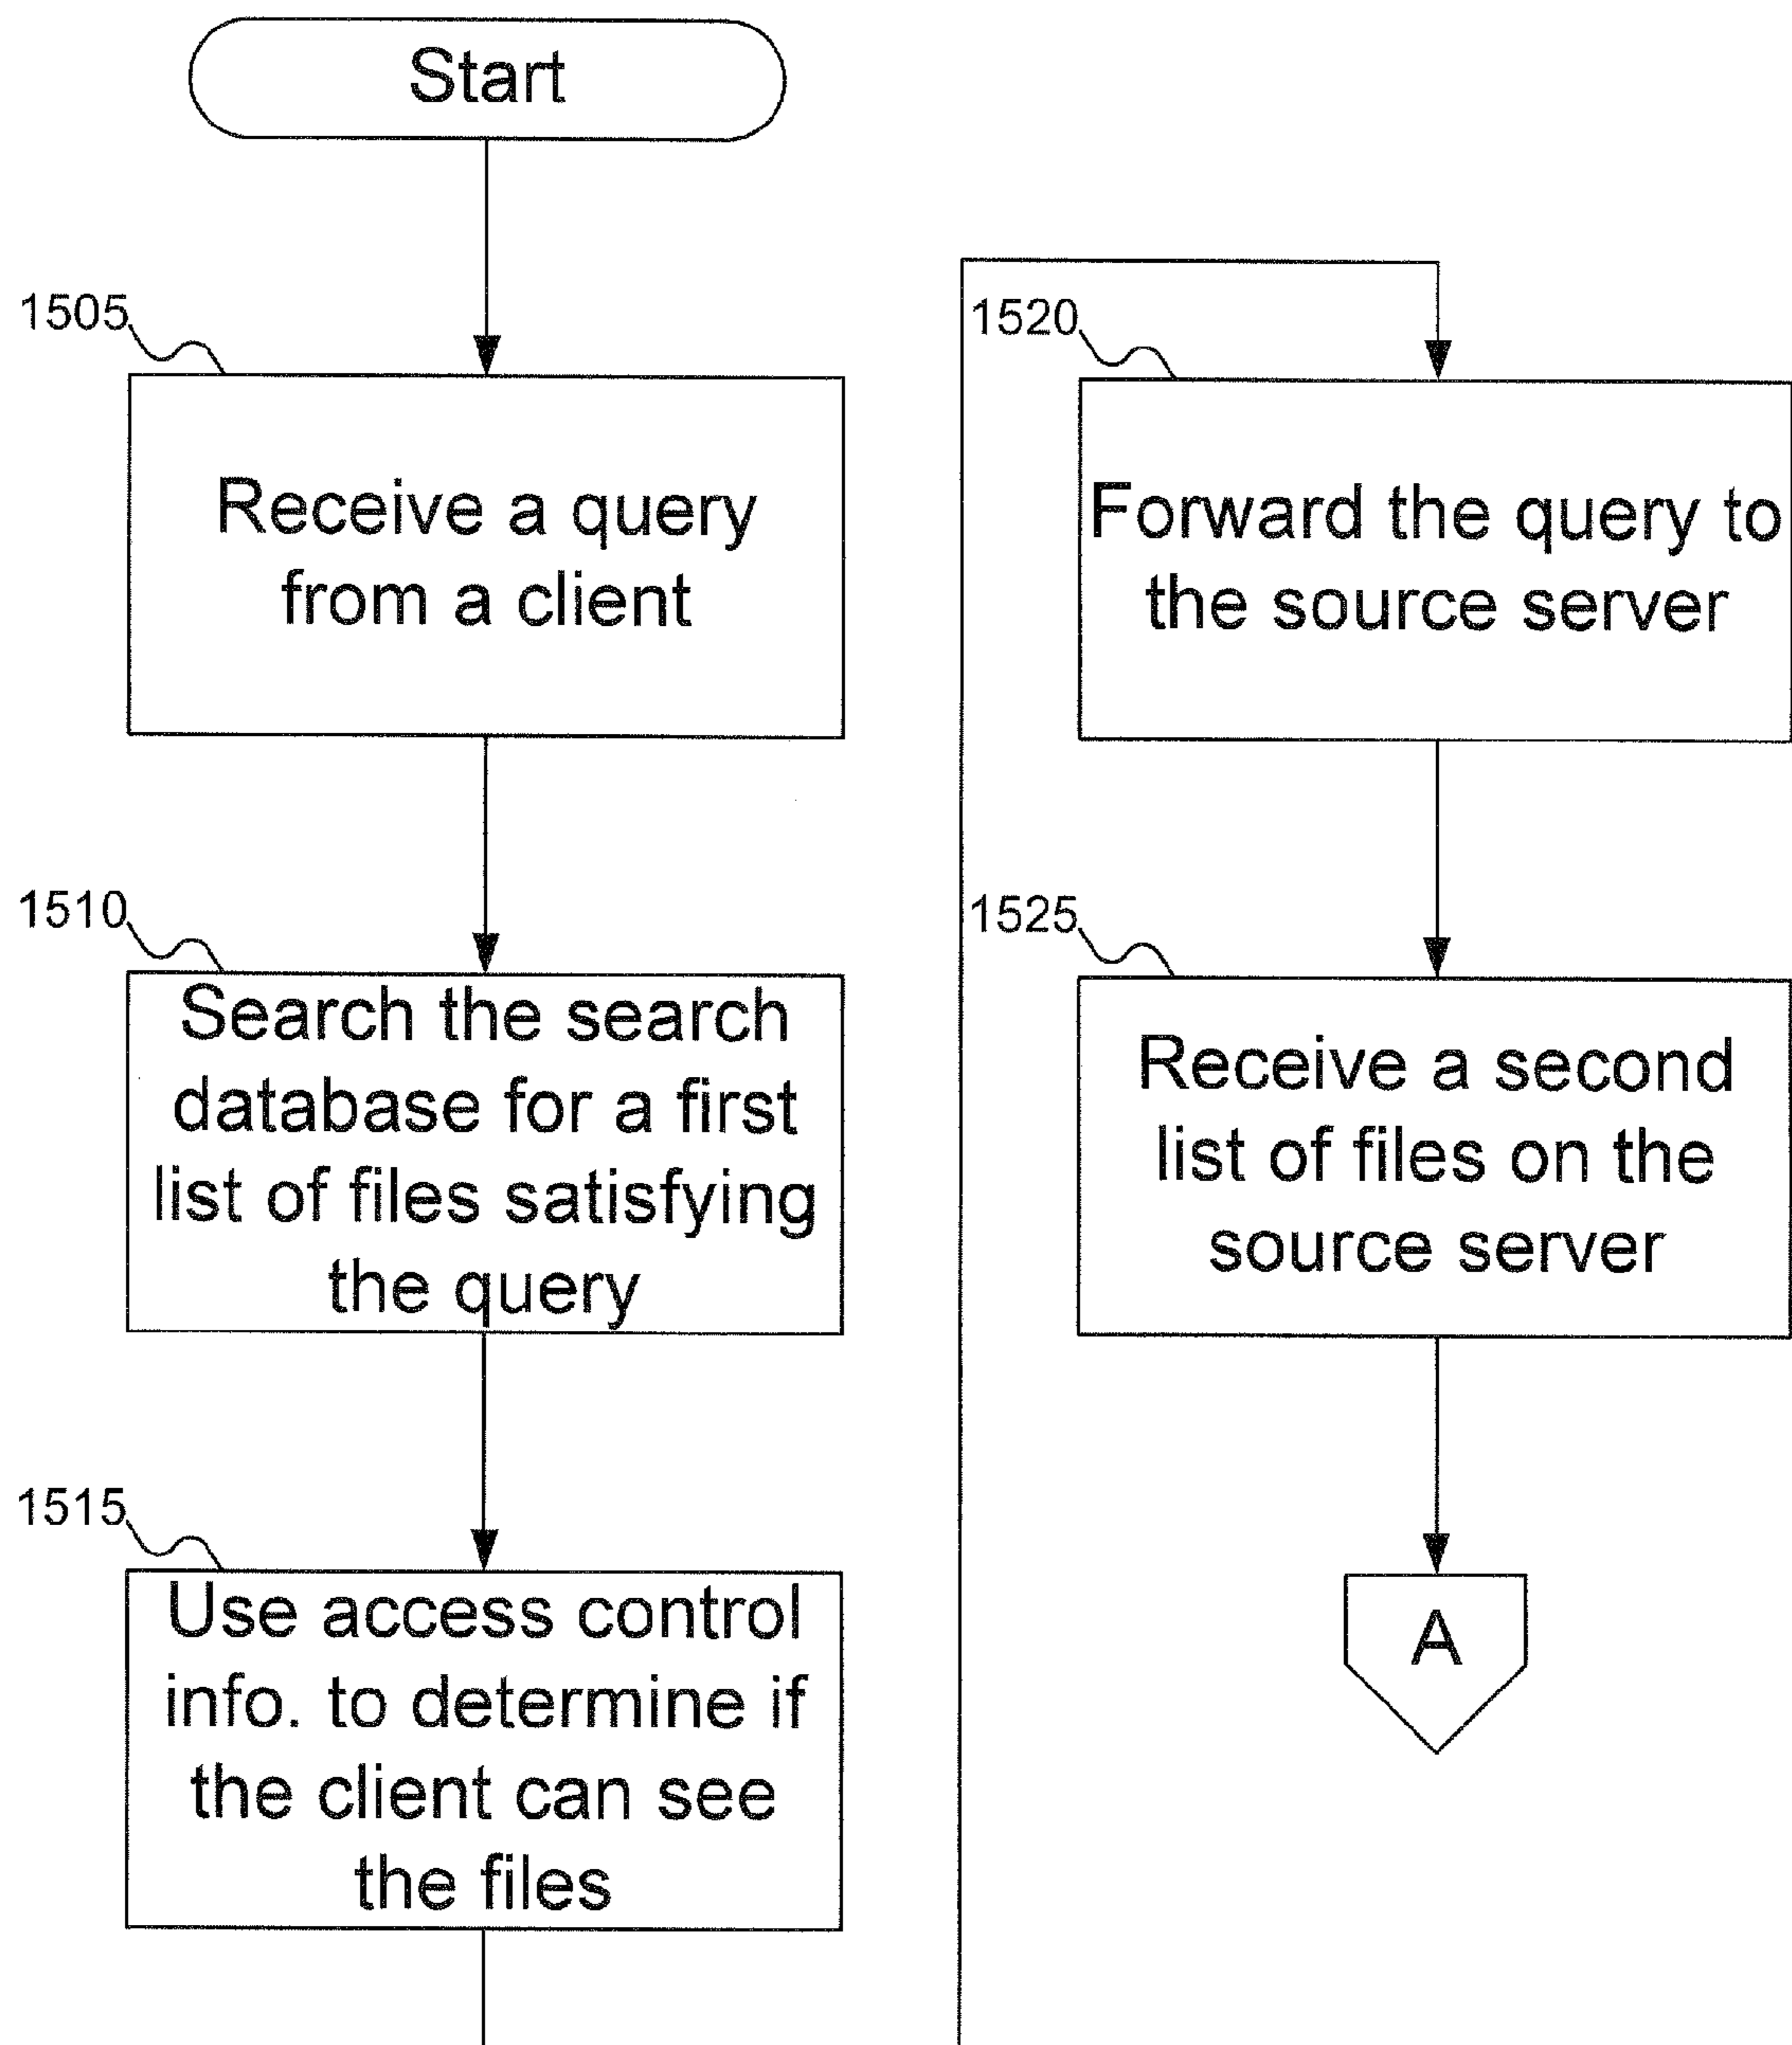 Start
1505
Receive a query
from a client
1510
Search the search
database for a first
list of files satisfying
the query
1515
Use access control
info. to determine if
the client can see
the files
1520
Forward the query to
the source server
1525
Receive a second
list of files on the
source server
A